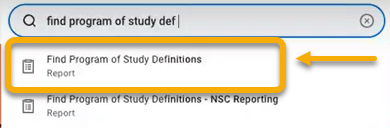 find program of study def
Find Program of Study Definitions
Report
Find Program of Study Definitions - NSC Reporting
Report